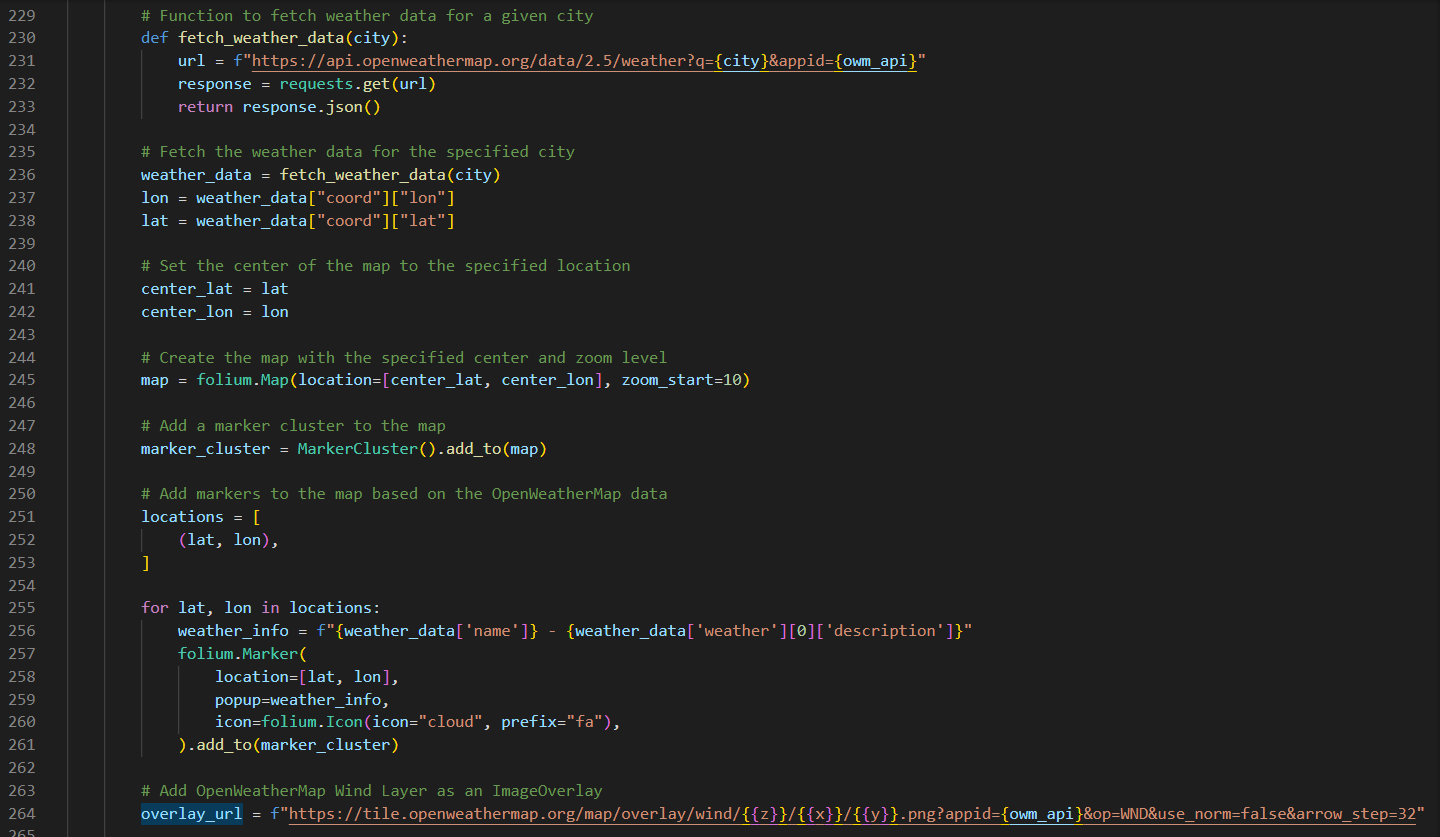 229 # Function to fetch weather data for a given city
230 def fetch_weather_data(city):
231 url = f"https://api.openweathermap.org/data/2.5/weather?q={city}&appid={owm_api}"
232 response = requests.get(url)
233 return response.json()
234
235 # Fetch the weather data for the specified city
236 weather_data = fetch_weather_data(city)
237 lon = weather_data["coord"]["lon"]
238 lat = weather_data["coord"]["lat"]
239
240 # Set the center of the map to the specified location
241 center_lat = lat
242 center_lon = lon
243
244 # Create the map with the specified center and zoom level
245 map = folium.Map(location=[center_lat, center_lon], zoom_start=10)
246
247 # Add a marker cluster to the map
248 marker_cluster = MarkerCluster().add_to(map)
249
250 # Add markers to the map based on the OpenWeatherMap data
251 locations = [
252 (lat, lon),
253 ]
254
255 for lat, lon in locations:
256 weather_info = f"{weather_data['name']} - {weather_data['weather'][0]['description']}"
257 folium.Marker(
258 location=[lat, lon],
259 popup=weather_info,
260 icon=folium.Icon(icon="cloud", prefix="fa"),
261 ).add_to(marker_cluster)
262
263 # Add OpenWeatherMap Wind Layer as an ImageOverlay
264 overlay_url = f"https://tile.openweathermap.org/map/overlay/wind/{{z}}/{{x}}/{{y}}.png?appid={owm_api}&op=WND&use_norm=false&arrow_step=32"
265